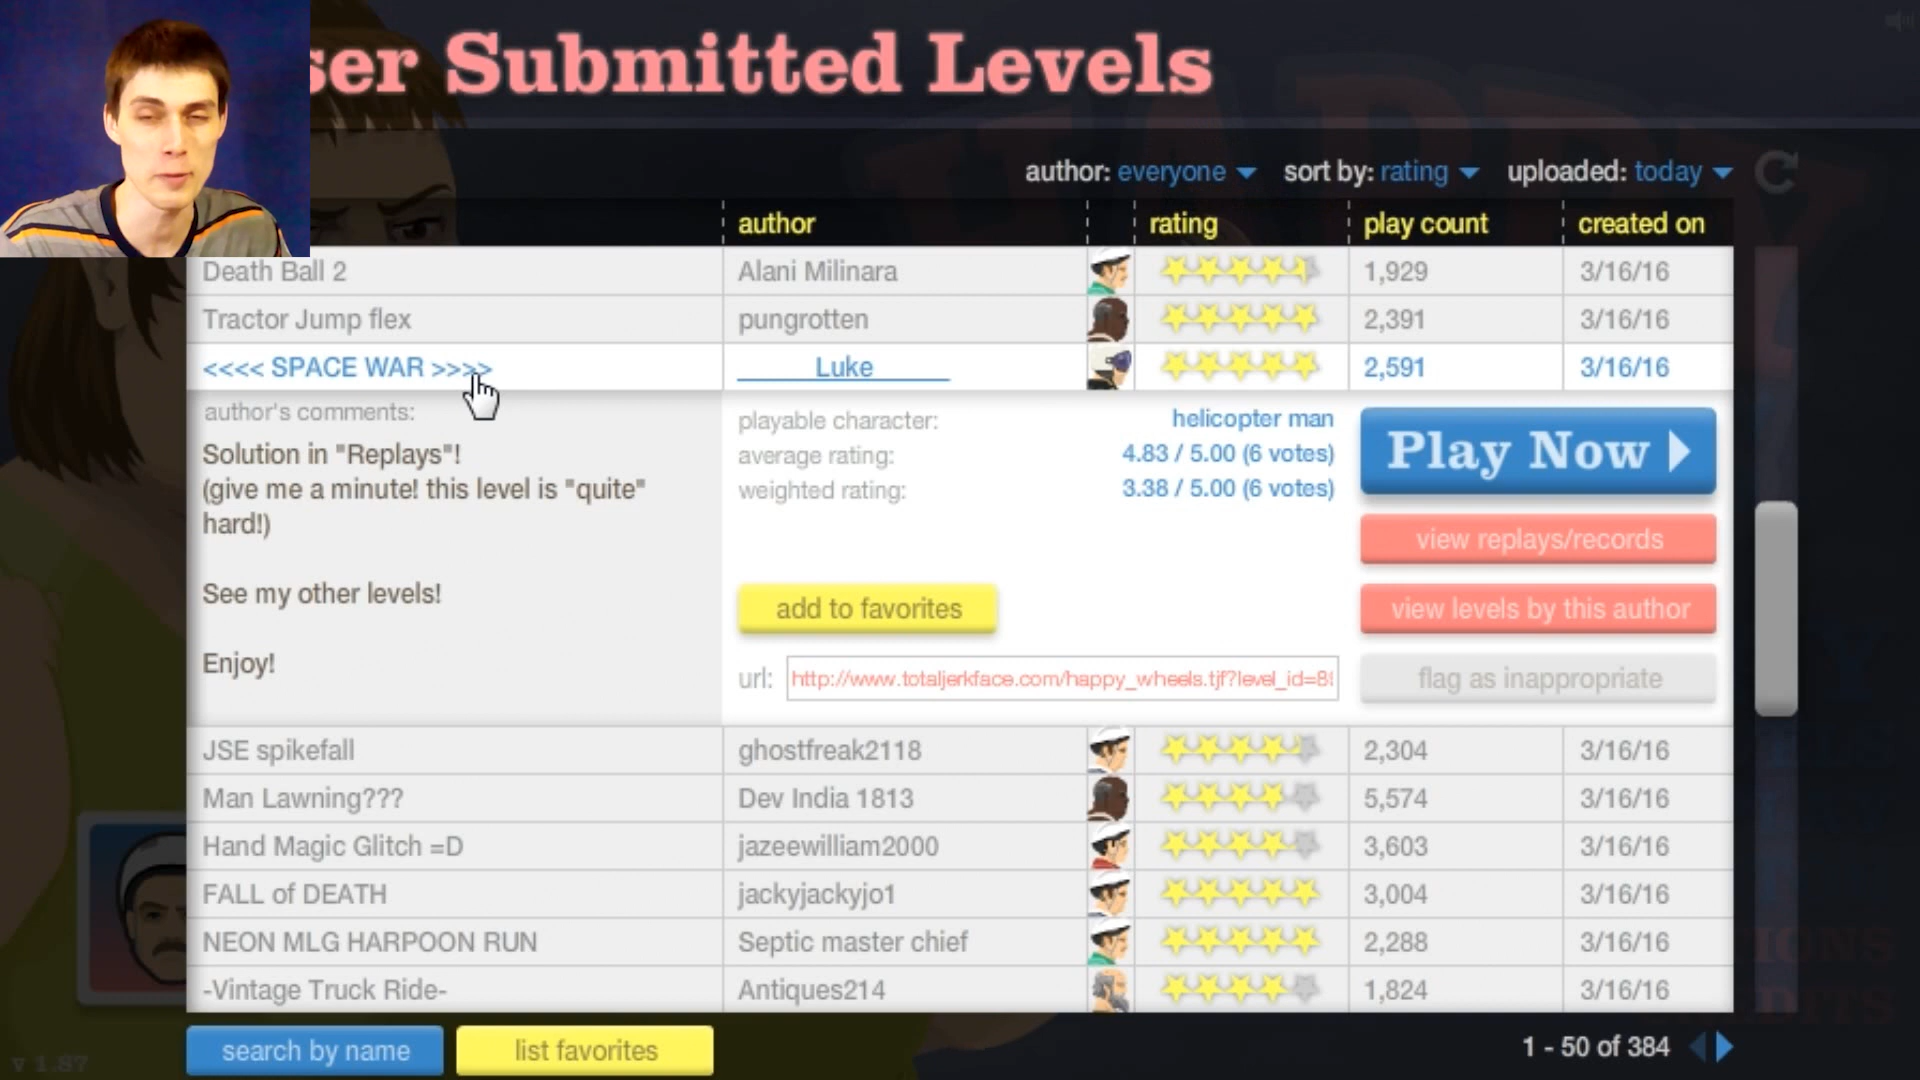 ser Submitted Levels
author: everyone sort by: rating uploaded: today
author rating play count created on
Death Ball 2 Alani Milinara 1,929 3/16/16
Tractor Jump flex pungrotten 2,391 3/16/16
<<<< SPACE WAR >>>> Luke 2,591 3/16/16
author's comments:
Solution in "Replays"!
(give me a minute! this level is "quite"
hard!)
See my other levels!
Enjoy!
playable character: helicopter man
average rating: 4.83 / 5.00 (6 votes)
weighted rating: 3.38 / 5.00 (6 votes)
add to favorites
url: http://www.totaljerkface.com/happy_wheels.tjf?level_id=8
Play Now
view replays/records
view levels by this author
flag as inappropriate
JSE spikefall ghostfreak2118 2,304 3/16/16
Man Lawning??? Dev India 1813 5,574 3/16/16
Hand Magic Glitch =D jazeewilliam2000 3,603 3/16/16
FALL of DEATH jackyjackyjo1 3,004 3/16/16
NEON MLG HARPOON RUN Septic master chief 2,288 3/16/16
-Vintage Truck Ride- Antiques214 1,824 3/16/16
search by name list favorites 1 - 50 of 384
v 1.87